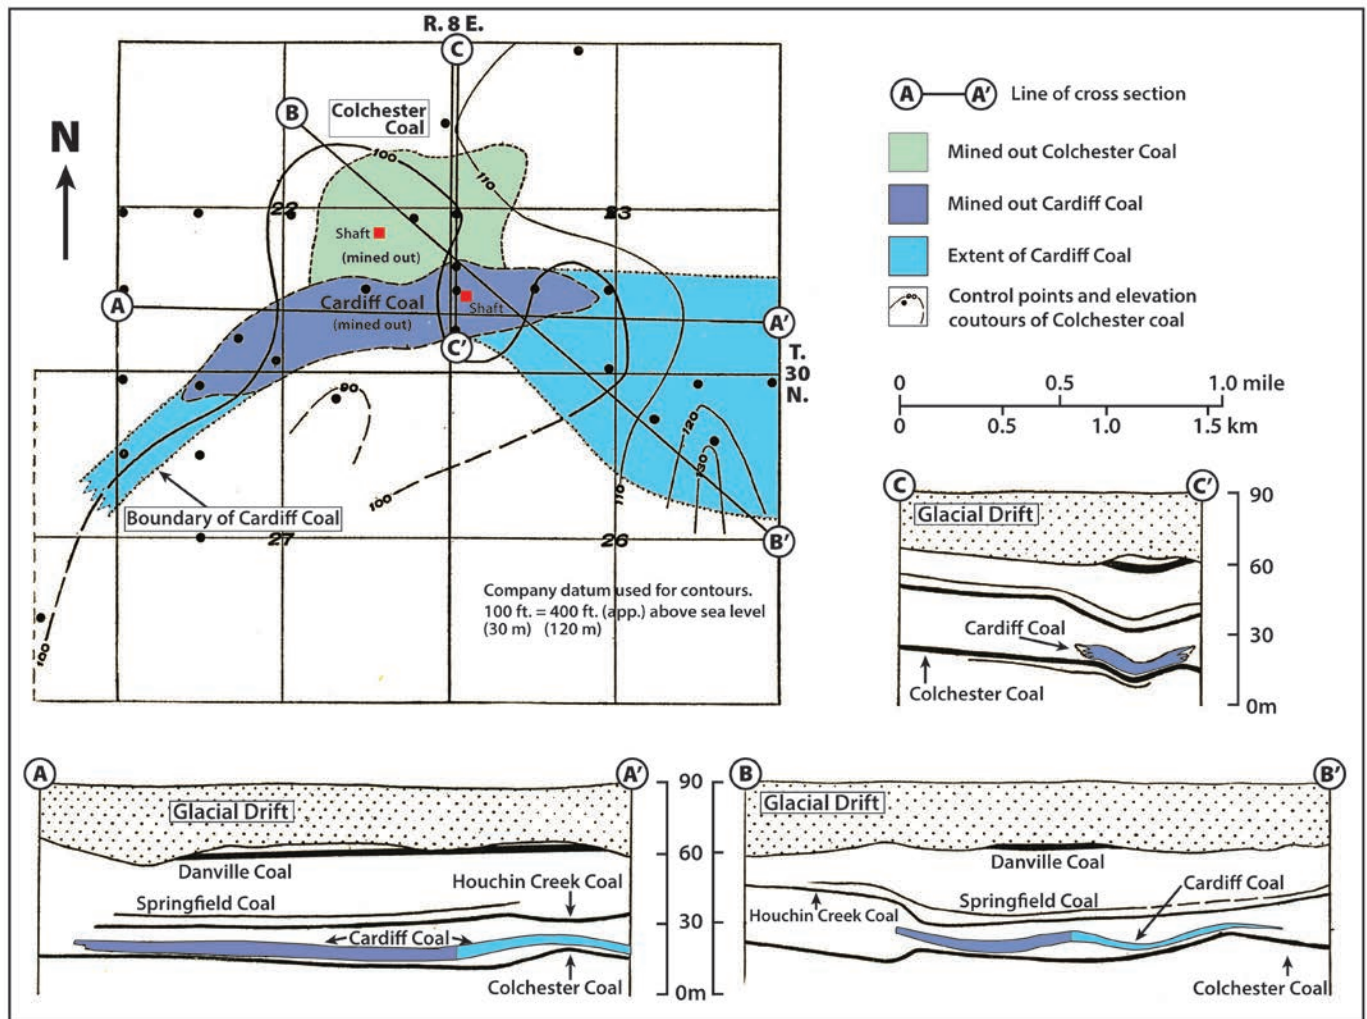 R. 8 E.
C
B
Colchester
Coal
N
100
110
22
23
Shaft
(mined out)
A
Cardiff Coal
(mined out)
Shaft
A'
C'
T.
30
N.
90
120
130
100
110
Boundary of Cardiff Coal
27
26
B'
100
Company datum used for contours.
100 ft. = 400 ft. (app.) above sea level
(30 m) (120 m)
A A' Line of cross section
Mined out Colchester Coal
Mined out Cardiff Coal
Extent of Cardiff Coal
90
Control points and elevation
coutours of Colchester coal
0 0.5 1.0 mile
0 0.5 1.0 1.5 km
C C'
90
Glacial Drift
60
Cardiff Coal
30
Colchester Coal
0m
A A'
90
Glacial Drift
60
Danville Coal
Houchin Creek Coal
Springfield Coal
30
Cardiff Coal
Colchester Coal
0m
B B'
Glacial Drift
Danville Coal
Cardiff Coal
Springfield Coal
Houchin Creek Coal
Colchester Coal